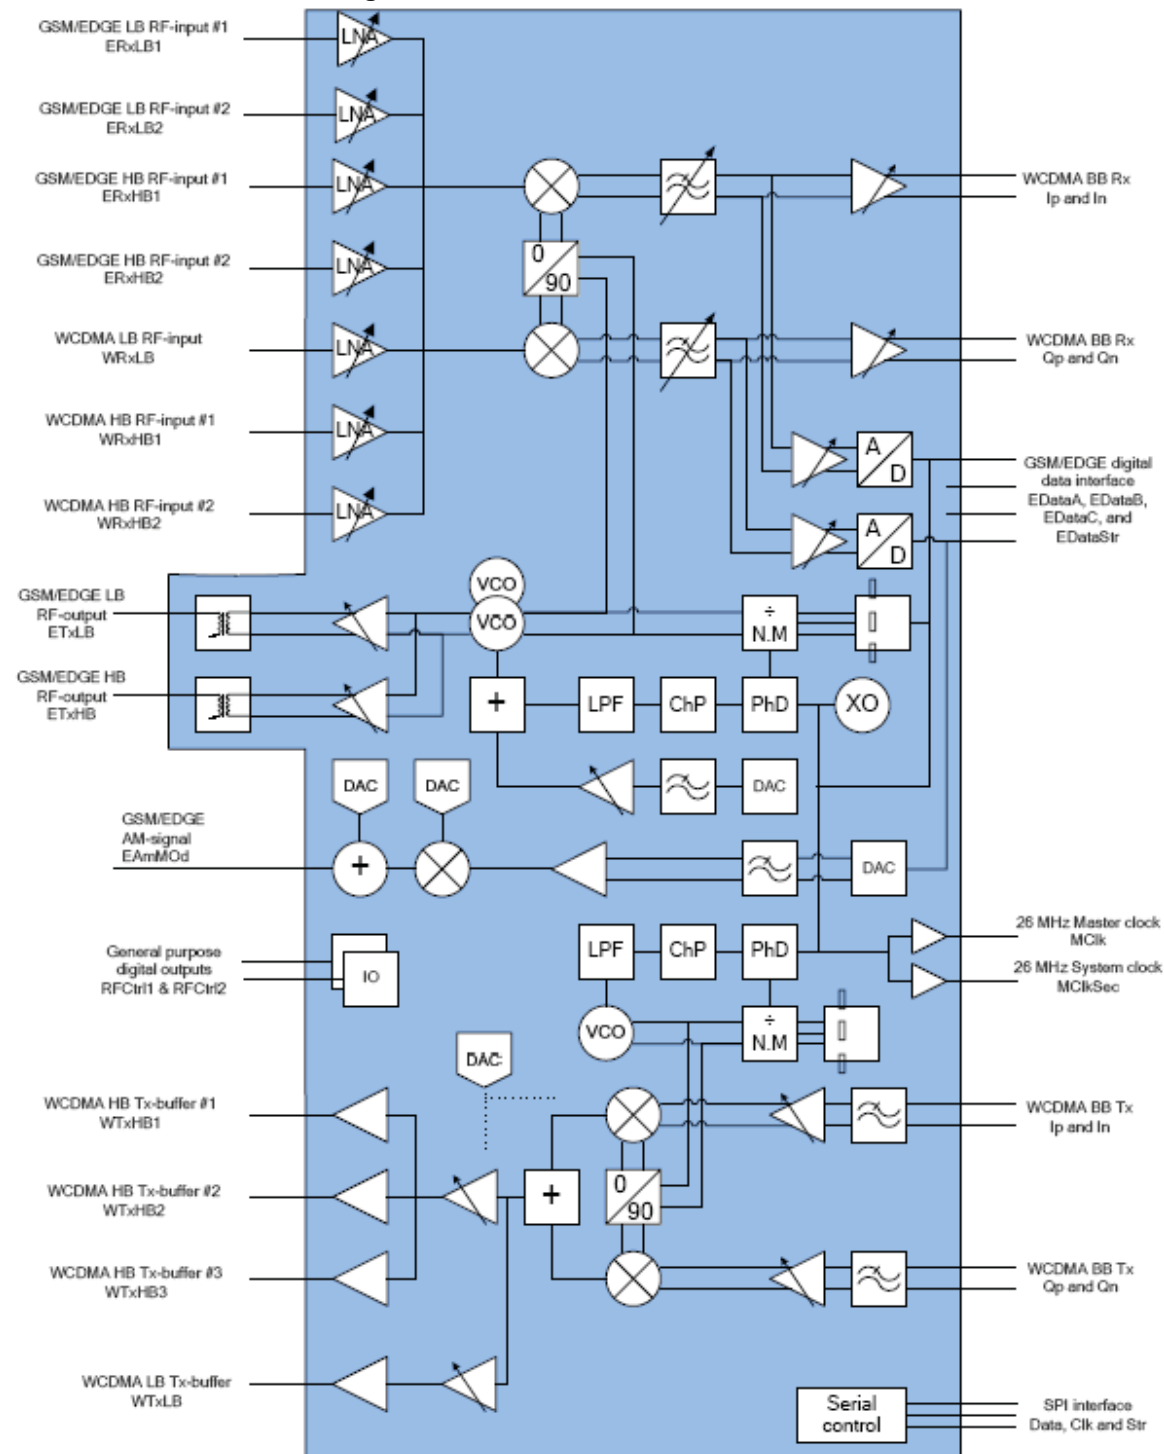 GSM/EDGE LB RF-input #1
ERxLB1
GSM/EDGE LB RF-input #2
ERxLB2
GSM/EDGE HB RF-input #1
ERxHB1
GSM/EDGE HB RF-input #2
ERxHB2
WCDMA LB RF-input
WRxLB
WCDMA HB RF-input #1
WRxHB1
WCDMA HB RF-input #2
WRxHB2
LNA
LNA
LNA
LNA
LNA
LNA
LNA
0
90
WCDMA BB Rx
Ip and In
WCDMA BB Rx
Qp and Qn
A
D
A
D
GSM/EDGE digital
data interface
EDataA, EDataB,
EDataC, and
EDataStr
GSM/EDGE LB
RF-output
ETxLB
GSM/EDGE HB
RF-output
ETxHB
VCO
VCO
÷
N.M
+
LPF
ChP
PhD
XO
DAC
DAC
DAC
GSM/EDGE
AM-signal
EAmMOd
+
DAC
General purpose
digital outputs
RFCtrl1 & RFCtrl2
IO
LPF
ChP
PhD
26 MHz Master clock
MClk
26 MHz System clock
MClkSec
VCO
÷
N.M
DAC
WCDMA HB Tx-buffer #1
WTxHB1
WCDMA HB Tx-buffer #2
WTxHB2
WCDMA HB Tx-buffer #3
WTxHB3
WCDMA LB Tx-buffer
WTxLB
+
0
90
WCDMA BB Tx
Ip and In
WCDMA BB Tx
Qp and Qn
Serial
control
SPI interface
Data, Clk and Str